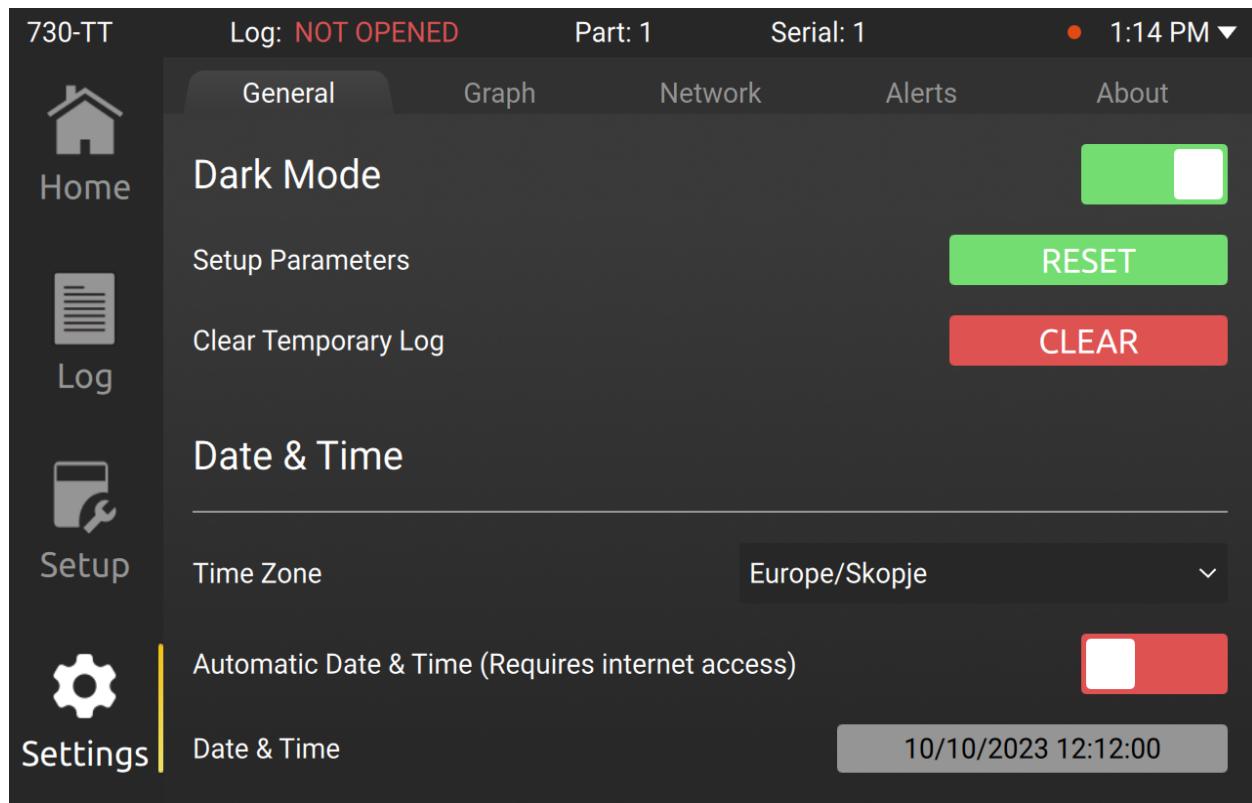 730-TT Log: NOT OPENED Part: 1 Serial: 1 1:14 PM
General Graph Network Alerts About
Home
Dark Mode
Setup Parameters RESET
Log
Clear Temporary Log CLEAR
Date & Time
Setup
Time Zone Europe/Skopje
Automatic Date & Time (Requires internet access)
Settings
Date & Time 10/10/2023 12:12:00